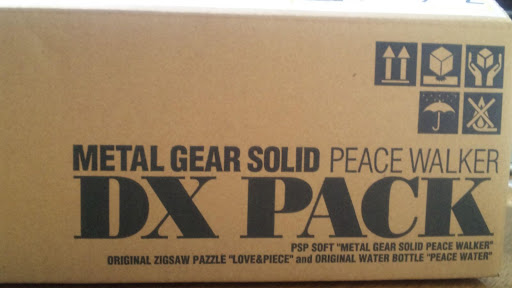 METAL GEAR SOLID PEACE WALKER
DX PACK
PSP SOFT "METAL GEAR SOLID PEACE WALKER"
ORIGINAL ZIGSAW PAZZLE "LOVE&PIECE" and ORIGINAL WATER BOTTLE "PEACE WATER"